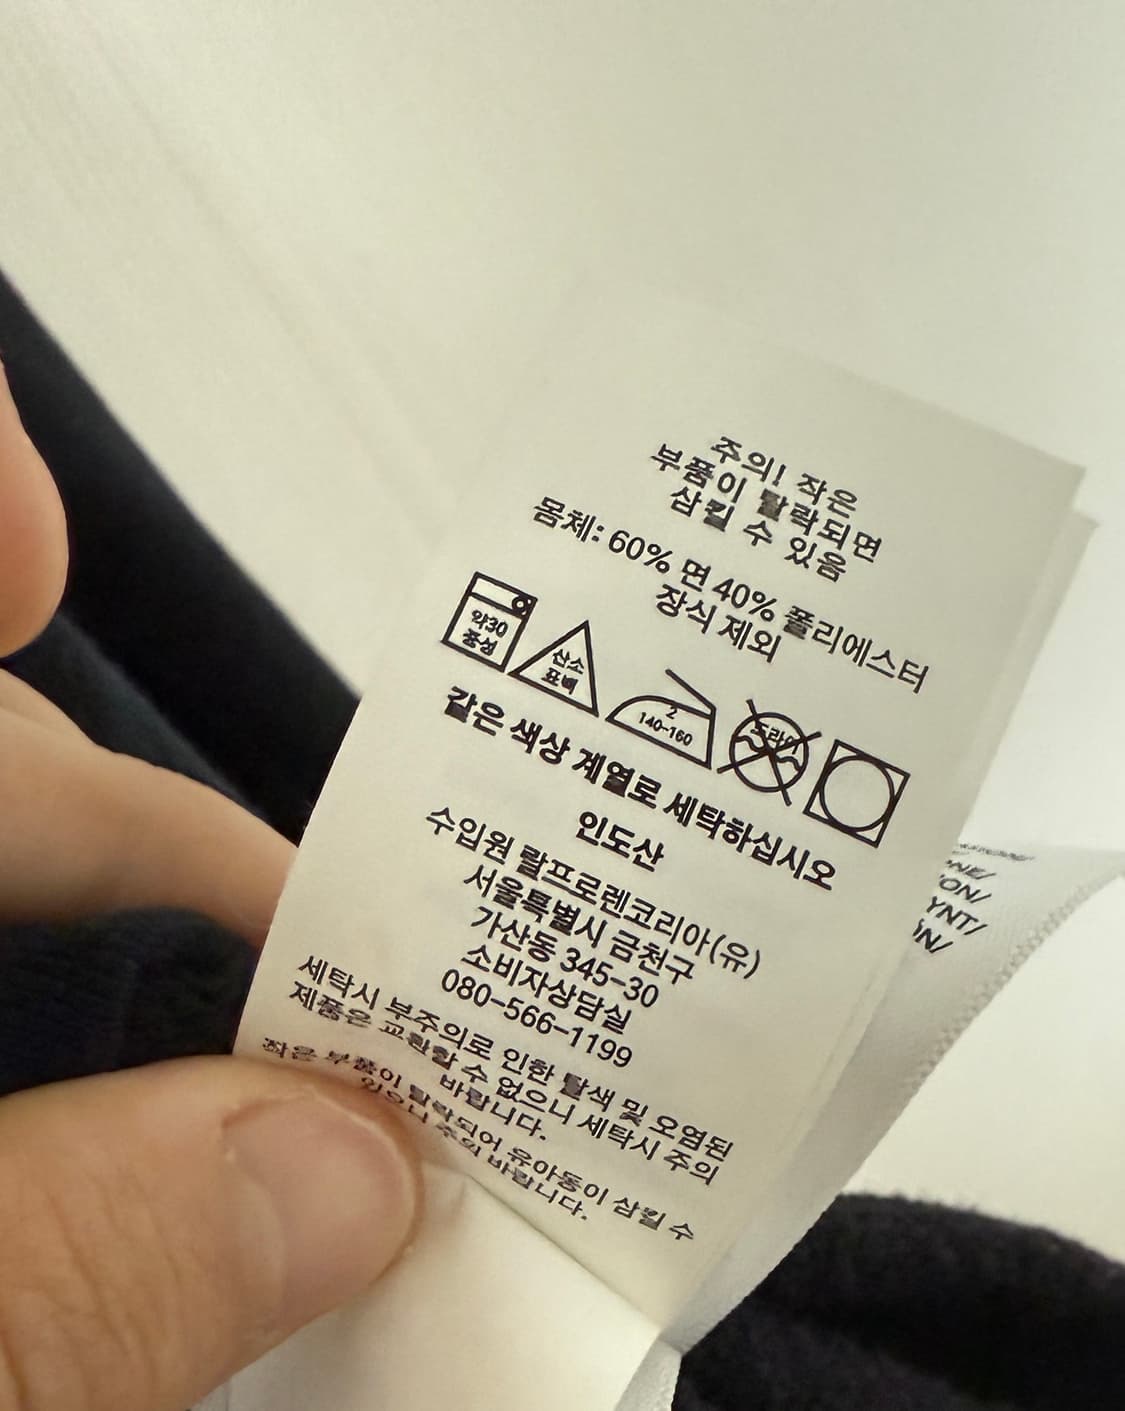 주의! 작은
부품이 탈락되면
삼킬 수 있음
몸체: 60% 면 40% 폴리에스터
장식 제외
약30
중성
산소
표백
2
140-160
드라이
같은 색상 계열로 세탁하십시오
인도산
수입원 랄프로렌코리아(유)
서울특별시 금천구
가산동 345-30
소비자상담실
080-566-1199
세탁시 부주의로 인한 탈색 및 오염된
제품은 교환할 수 없으니 세탁시 주의
바랍니다.
작은 부품이 탈락되어 유아동이 삼킬 수
있으니 주의 바랍니다.
NE/
ON/
YNT/
N/